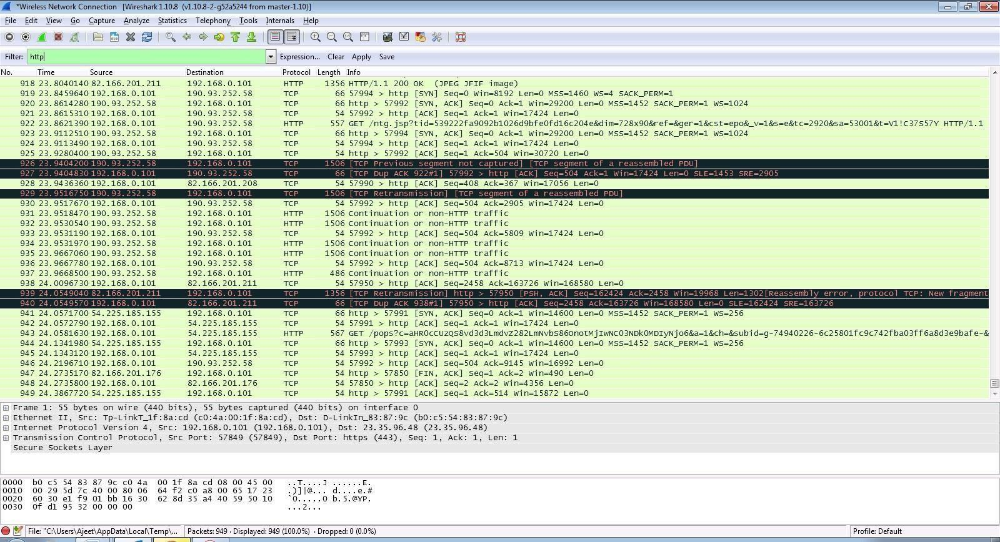 *Wireless Network Connection [Wireshark 1.10.8 (v1.10.8-2-g52a5244 from master-1.10)]
File Edit View Go Capture Analyze Statistics Telephony Tools Internals Help
Filter: http Expression... Clear Apply Save
No. Time Source Destination Protocol Length Info
918 23.8040140 82.166.201.211 192.168.0.101 HTTP 1356 HTTP/1.1 200 OK (JPEG JFIF image)
919 23.8459640 192.168.0.101 190.93.252.58 TCP 66 57994 > http [SYN] Seq=0 Win=8192 Len=0 MSS=1460 WS=4 SACK_PERM=1
920 23.8614280 190.93.252.58 192.168.0.101 TCP 66 http > 57992 [SYN, ACK] Seq=0 Ack=1 Win=29200 Len=0 MSS=1452 SACK_PERM=1 WS=1024
921 23.8615310 192.168.0.101 190.93.252.58 TCP 54 57992 > http [ACK] Seq=1 Ack=1 Win=17424 Len=0
922 23.8621390 192.168.0.101 190.93.252.58 HTTP 557 GET /ntg.jsp?tid=539222fa9092b1026d9bfe0fd16c204e&dim=728x90&ref=&ger=1&cst=epo&_v=1&s=e&tc=2920&sa=53001&t=V1!C37S57Y HTTP/1.1
923 23.9112510 190.93.252.58 192.168.0.101 TCP 66 http > 57994 [SYN, ACK] Seq=0 Ack=1 Win=29200 Len=0 MSS=1452 SACK_PERM=1 WS=1024
924 23.9113490 192.168.0.101 190.93.252.58 TCP 54 57994 > http [ACK] Seq=1 Ack=1 Win=17424 Len=0
925 23.9280400 190.93.252.58 192.168.0.101 TCP 54 http > 57992 [ACK] Seq=1 Ack=504 Win=30720 Len=0
926 23.9404200 190.93.252.58 192.168.0.101 TCP 1506 [TCP Previous segment not captured] [TCP segment of a reassembled PDU]
927 23.9404830 192.168.0.101 190.93.252.58 TCP 66 [TCP Dup ACK 922#1] 57992 > http [ACK] Seq=504 Ack=1 Win=17424 Len=0 SLE=1453 SRE=2905
928 23.9436360 192.168.0.101 82.166.201.208 TCP 54 57990 > http [ACK] Seq=408 Ack=367 Win=17056 Len=0
929 23.9516750 190.93.252.58 192.168.0.101 TCP 1506 [TCP Retransmission] [TCP segment of a reassembled PDU]
930 23.9517670 192.168.0.101 190.93.252.58 TCP 54 57992 > http [ACK] Seq=504 Ack=2905 Win=17424 Len=0
931 23.9518470 190.93.252.58 192.168.0.101 HTTP 1506 Continuation or non-HTTP traffic
932 23.9530540 190.93.252.58 192.168.0.101 HTTP 1506 Continuation or non-HTTP traffic
933 23.9531190 192.168.0.101 190.93.252.58 TCP 54 57992 > http [ACK] Seq=504 Ack=5809 Win=17424 Len=0
934 23.9531970 190.93.252.58 192.168.0.101 HTTP 1506 Continuation or non-HTTP traffic
935 23.9667060 190.93.252.58 192.168.0.101 HTTP 1506 Continuation or non-HTTP traffic
936 23.9667780 192.168.0.101 190.93.252.58 TCP 54 57992 > http [ACK] Seq=504 Ack=8713 Win=17424 Len=0
937 23.9668500 190.93.252.58 192.168.0.101 HTTP 486 Continuation or non-HTTP traffic
938 24.0096730 192.168.0.101 82.166.201.211 TCP 54 57950 > http [ACK] Seq=2458 Ack=163726 Win=168580 Len=0
939 24.0549040 82.166.201.211 192.168.0.101 TCP 1356 [TCP Retransmission] http > 57950 [PSH, ACK] Seq=162424 Ack=2458 Win=19968 Len=1302[Reassembly error, protocol TCP: New fragment
940 24.0549570 192.168.0.101 82.166.201.211 TCP 66 [TCP Dup ACK 938#1] 57950 > http [ACK] Seq=2458 Ack=163726 Win=168580 Len=0 SLE=162424 SRE=163726
941 24.0571700 54.225.185.155 192.168.0.101 TCP 66 http > 57991 [SYN, ACK] Seq=0 Ack=1 Win=14600 Len=0 MSS=1452 SACK_PERM=1 WS=256
942 24.0572790 192.168.0.101 54.225.185.155 TCP 54 57991 > http [ACK] Seq=1 Ack=1 Win=17424 Len=0
943 24.0581630 192.168.0.101 54.225.185.155 HTTP 567 GET /pops?c=aHR0cCUzQS8vd3d3LmdvZ282LmNvbS86OnotMjIwNC03NDk0MDIyNjo6&a=1&ch=&subid=g-74940226-6c25801fc9c742fba03ff6a8d3e9bafe-&
944 24.1341980 54.225.185.155 192.168.0.101 TCP 66 http > 57993 [SYN, ACK] Seq=0 Ack=1 Win=14600 Len=0 MSS=1452 SACK_PERM=1 WS=256
945 24.1343120 192.168.0.101 54.225.185.155 TCP 54 57993 > http [ACK] Seq=1 Ack=1 Win=17424 Len=0
946 24.2196710 192.168.0.101 190.93.252.58 TCP 54 57992 > http [ACK] Seq=504 Ack=9145 Win=16992 Len=0
947 24.2735170 82.166.201.176 192.168.0.101 TCP 54 http > 57850 [FIN, ACK] Seq=1 Ack=2 Win=490 Len=0
948 24.2735800 192.168.0.101 82.166.201.176 TCP 54 57850 > http [ACK] Seq=2 Ack=2 Win=4356 Len=0
949 24.3867720 54.225.185.155 192.168.0.101 TCP 54 http > 57991 [ACK] Seq=1 Ack=514 Win=15872 Len=0
Frame 1: 55 bytes on wire (440 bits), 55 bytes captured (440 bits) on interface 0
Ethernet II, Src: Tp-LinkT_1f:8a:cd (c0:4a:00:1f:8a:cd), Dst: D-LinkIn_83:87:9c (b0:c5:54:83:87:9c)
Internet Protocol Version 4, Src: 192.168.0.101 (192.168.0.101), Dst: 23.35.96.48 (23.35.96.48)
Transmission Control Protocol, Src Port: 57849 (57849), Dst Port: https (443), Seq: 1, Ack: 1, Len: 1
Secure Sockets Layer
0000 b0 c5 54 83 87 9c c0 4a 00 1f 8a cd 08 00 45 00 ..T....J ......E.
0010 00 29 5d 7c 40 00 80 06 64 f2 c0 a8 00 65 17 23 .)]|@... d....e.#
0020 60 30 e1 f9 01 bb 16 30 62 8d 35 a4 40 59 50 10 `0.....0 b.5.@YP.
0030 0f d1 95 32 00 00 00 ...2...
File: "C:\Users\Ajeet\AppData\Local\Temp\... Packets: 949 · Displayed: 949 (100.0%) · Dropped: 0 (0.0%) Profile: Default